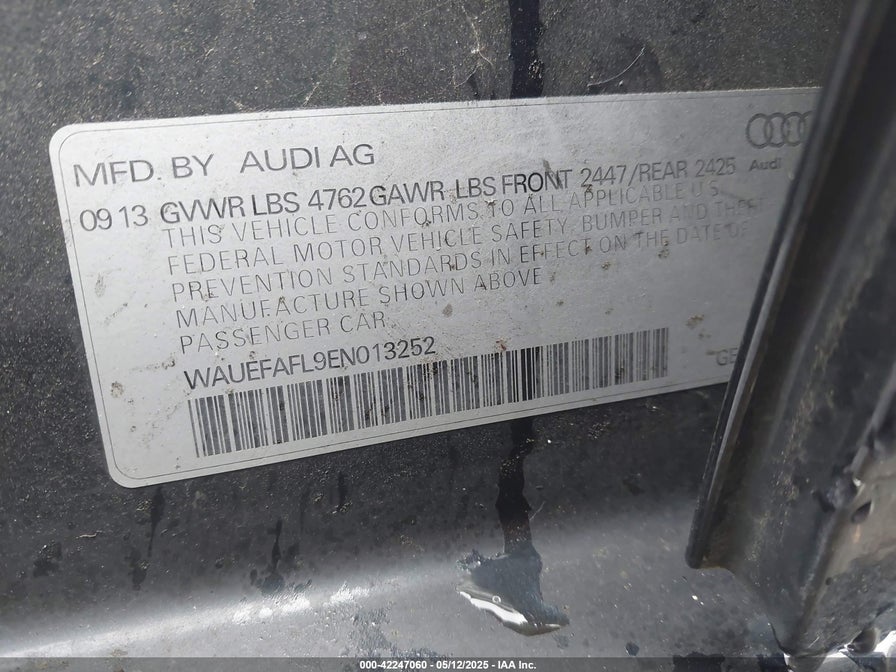 MFD. BY AUDI AG
Audi
09 13 GVWR LBS 4762 GAWR LBS FRONT 2447/REAR 2425
THIS VEHICLE CONFORMS TO ALL APPLICABLE U.S.
FEDERAL MOTOR VEHICLE SAFETY, BUMPER AND THEFT
PREVENTION STANDARDS IN EFFECT ON THE DATE OF
MANUFACTURE SHOWN ABOVE
PASSENGER CAR
WAUEFAFL9EN013252
000-42247060 - 05/12/2025 - IAA Inc.